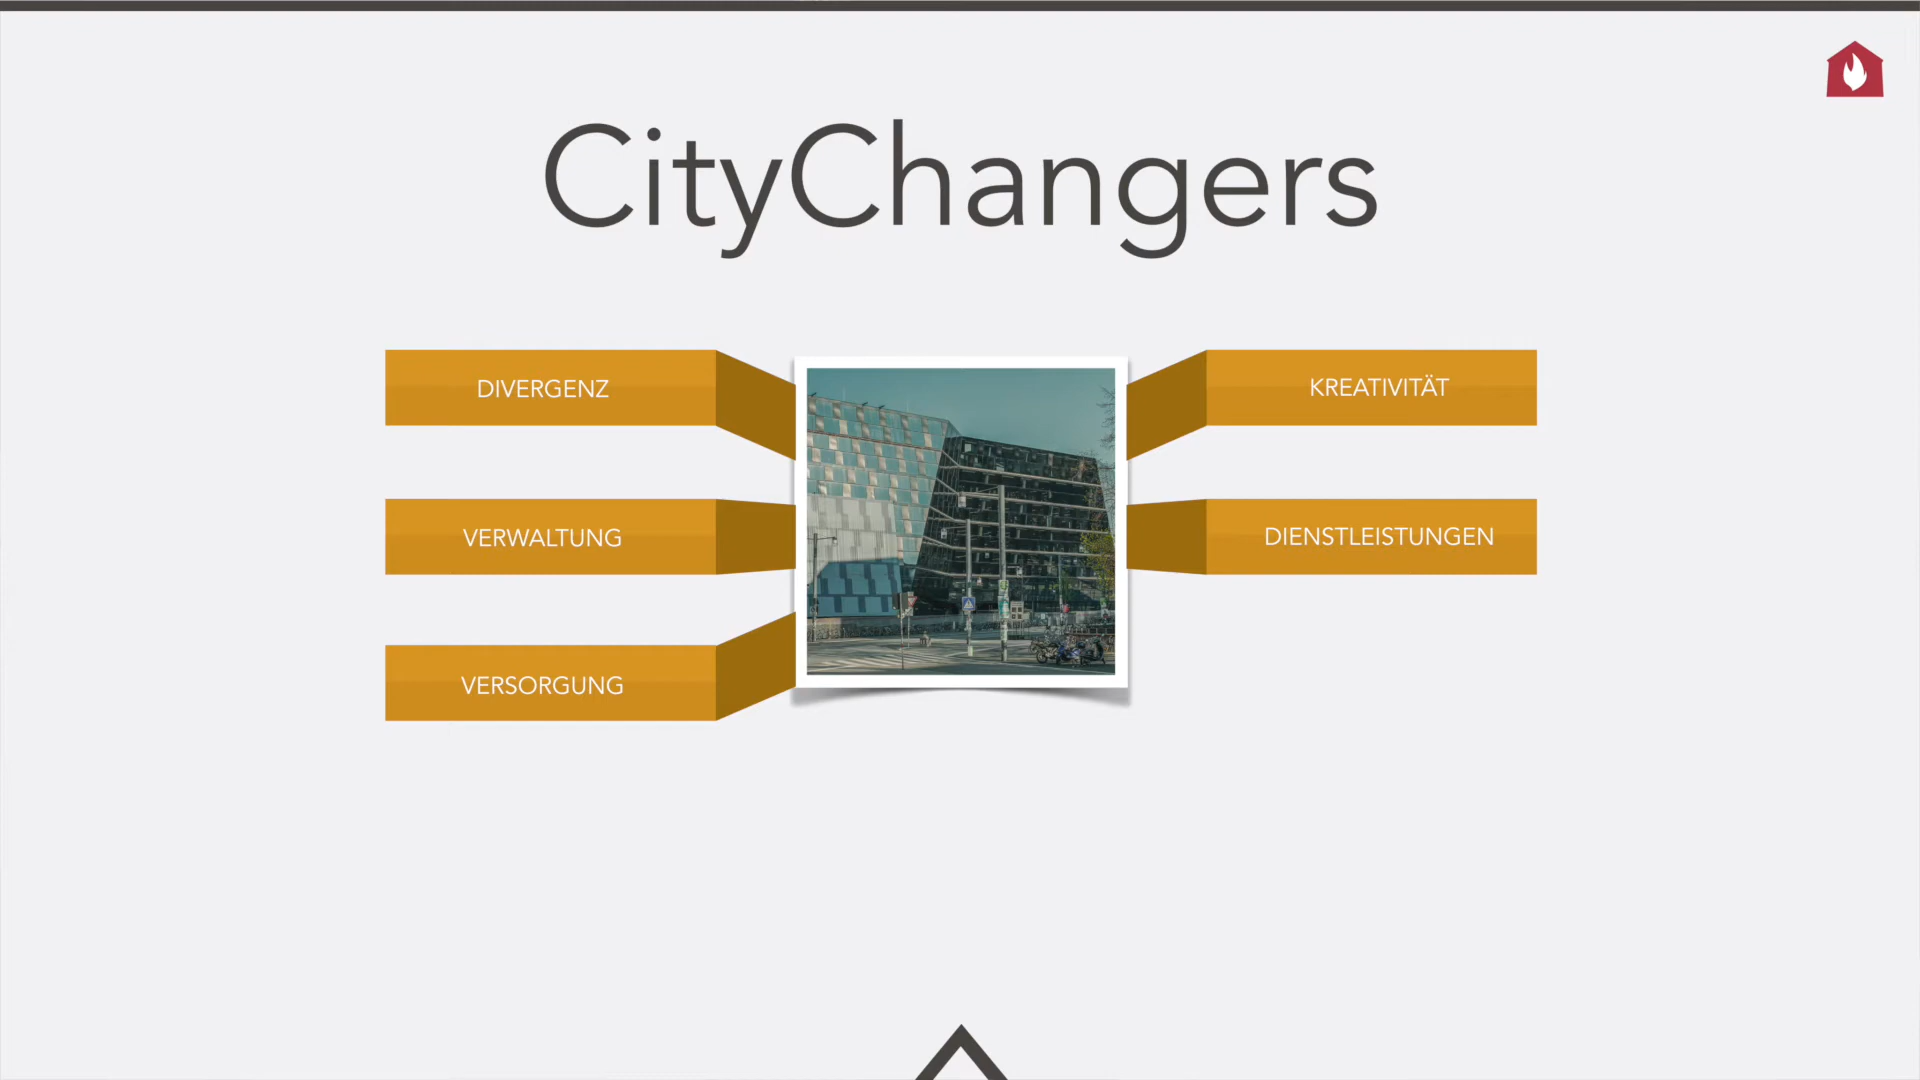 CityChangers
DIVERGENZ
KREATIVITÄT
VERWALTUNG
DIENSTLEISTUNGEN
VERSORGUNG